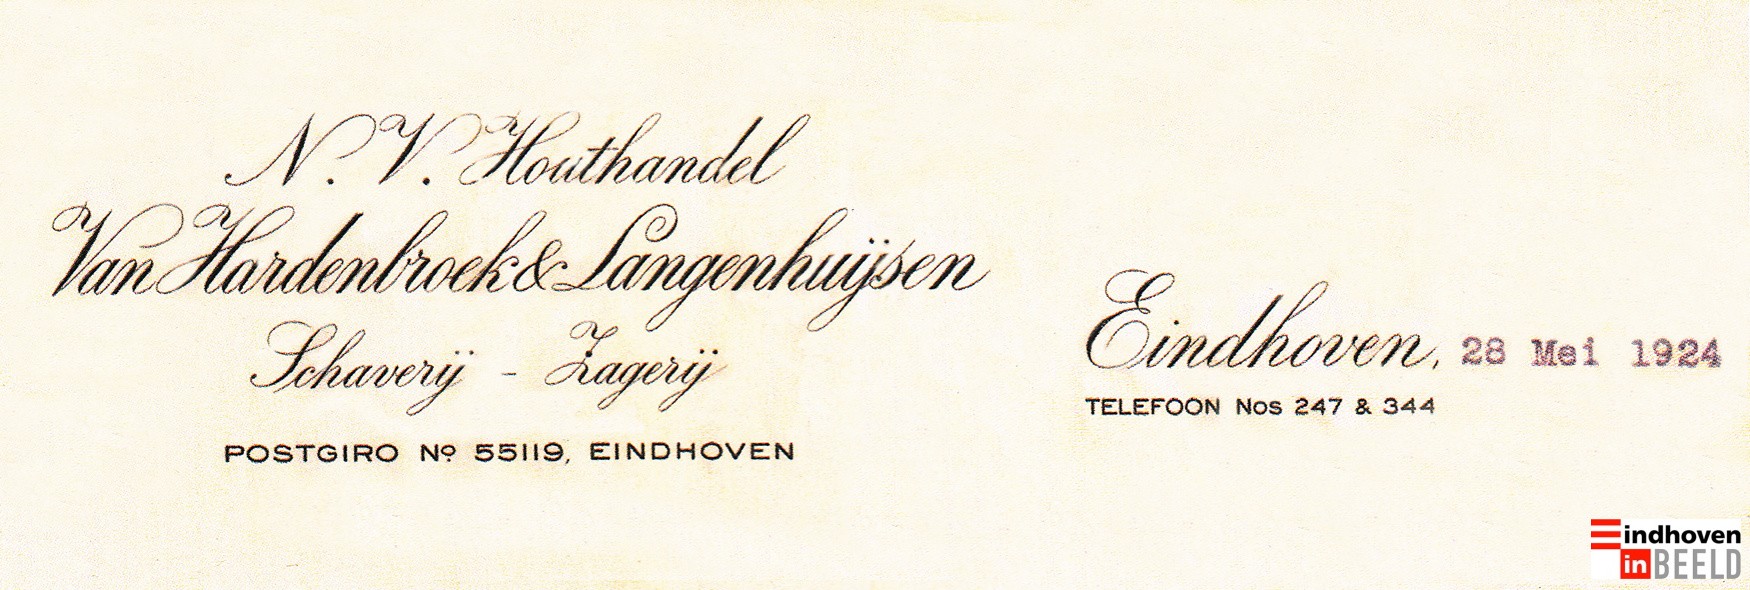 N. V. Houthandel
Van Hardenbroek & Langenhuijsen
Schaverij - Zagerij
POSTGIRO Nº 55119, EINDHOVEN
Eindhoven, 28 Mei 1924
TELEFOON Nos 247 & 344
Eindhoven
in BEELD